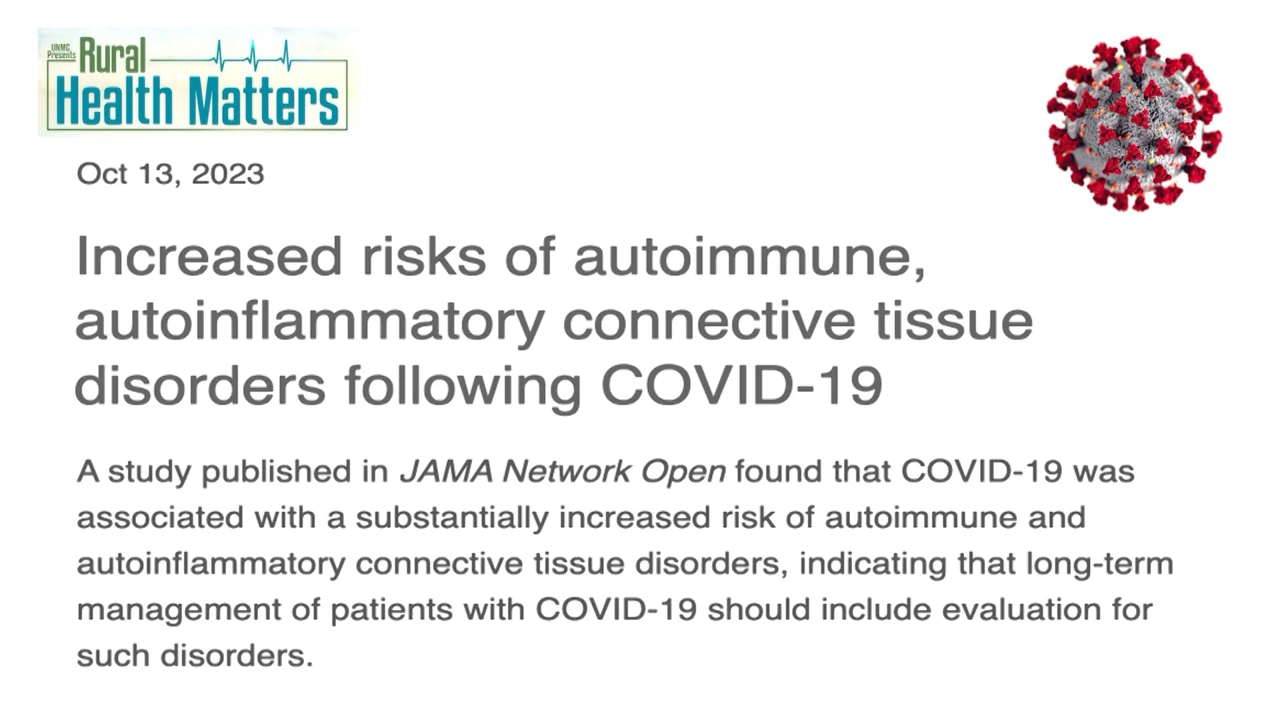 UNMC
Presents Rural
Health Matters
Oct 13, 2023
Increased risks of autoimmune,
autoinflammatory connective tissue
disorders following COVID-19
A study published in JAMA Network Open found that COVID-19 was
associated with a substantially increased risk of autoimmune and
autoinflammatory connective tissue disorders, indicating that long-term
management of patients with COVID-19 should include evaluation for
such disorders.